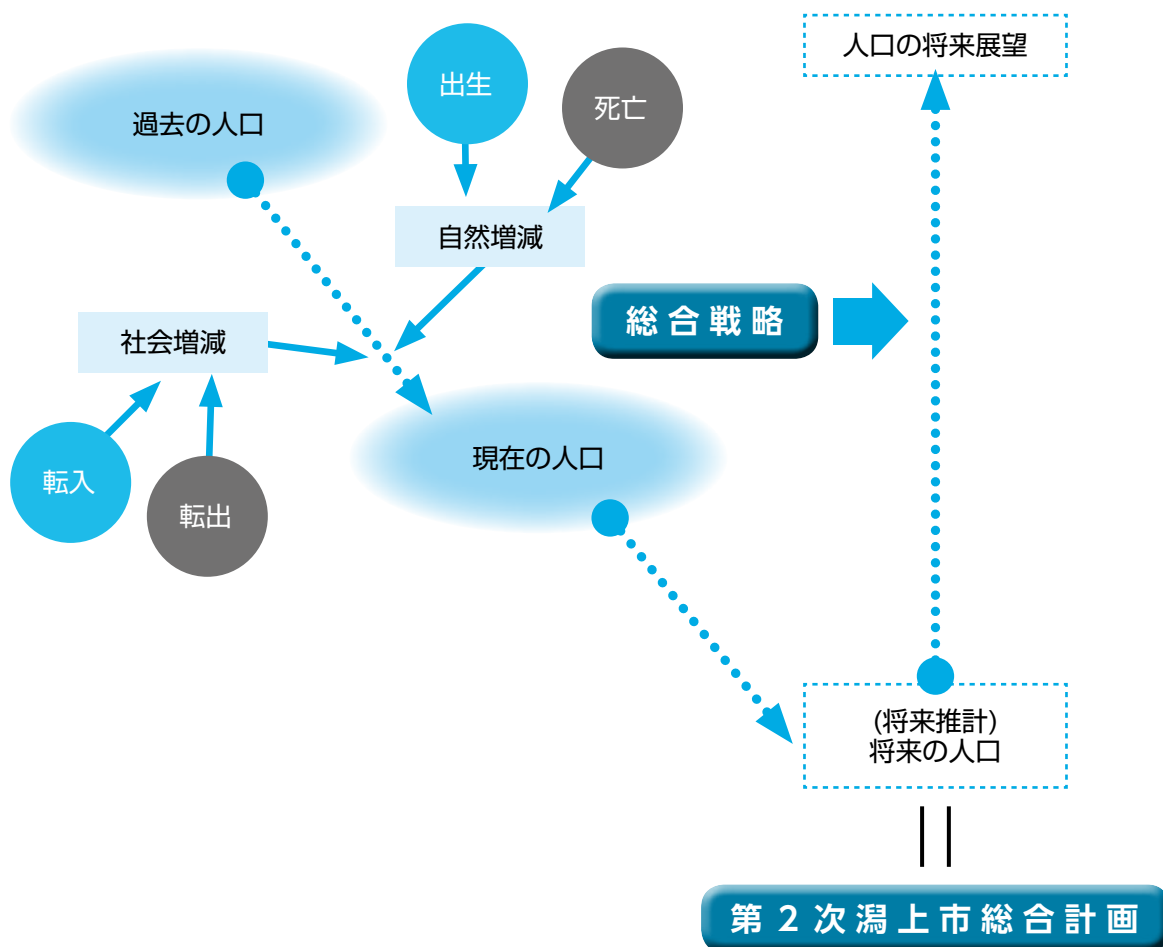 人口の将来展望
出生
死亡
過去の人口
自然増減
総合戦略
社会増減
現在の人口
転入
転出
(将来推計)
将来の人口
第２次潟上市総合計画